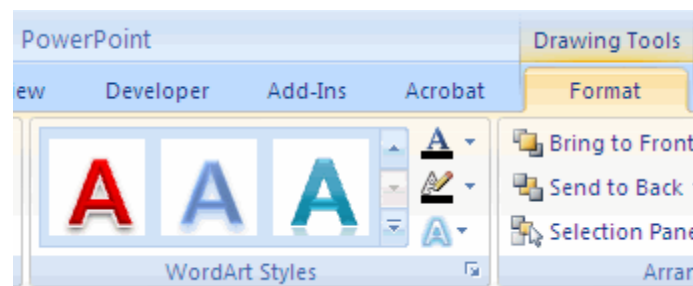 PowerPoint Drawing Tools
ew Developer Add-Ins Acrobat Format
A A A A Bring to Front
Send to Back
A Selection Pane
WordArt Styles Arrar